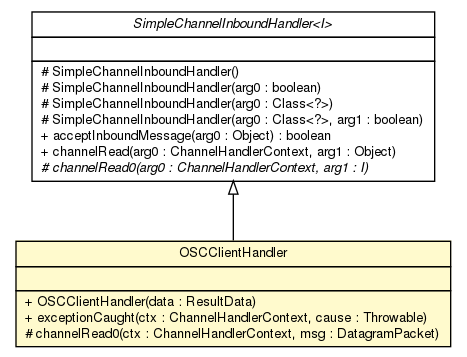 SimpleChannelInboundHandler<I>
# SimpleChannelInboundHandler()
# SimpleChannelInboundHandler(arg0 : boolean)
# SimpleChannelInboundHandler(arg0 : Class<?>)
# SimpleChannelInboundHandler(arg0 : Class<?>, arg1 : boolean)
+ acceptInboundMessage(arg0 : Object) : boolean
+ channelRead(arg0 : ChannelHandlerContext, arg1 : Object)
# channelRead0(arg0 : ChannelHandlerContext, arg1 : I)
OSCClientHandler
+ OSCClientHandler(data : ResultData)
+ exceptionCaught(ctx : ChannelHandlerContext, cause : Throwable)
# channelRead0(ctx : ChannelHandlerContext, msg : DatagramPacket)